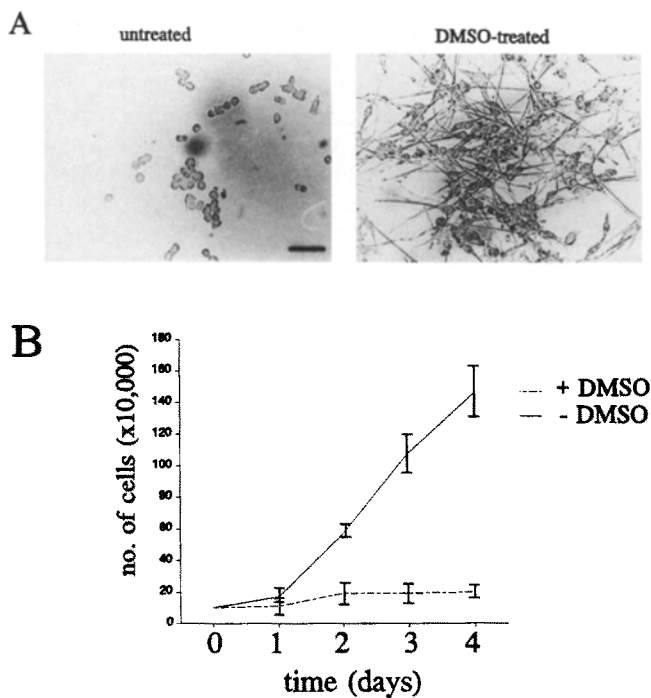 A
untreated
DMSO-treated
B
no. of cells (x10,000)
180
160
140
120
100
80
60
40
20
0
0 1 2 3 4
time (days)
+ DMSO
- DMSO